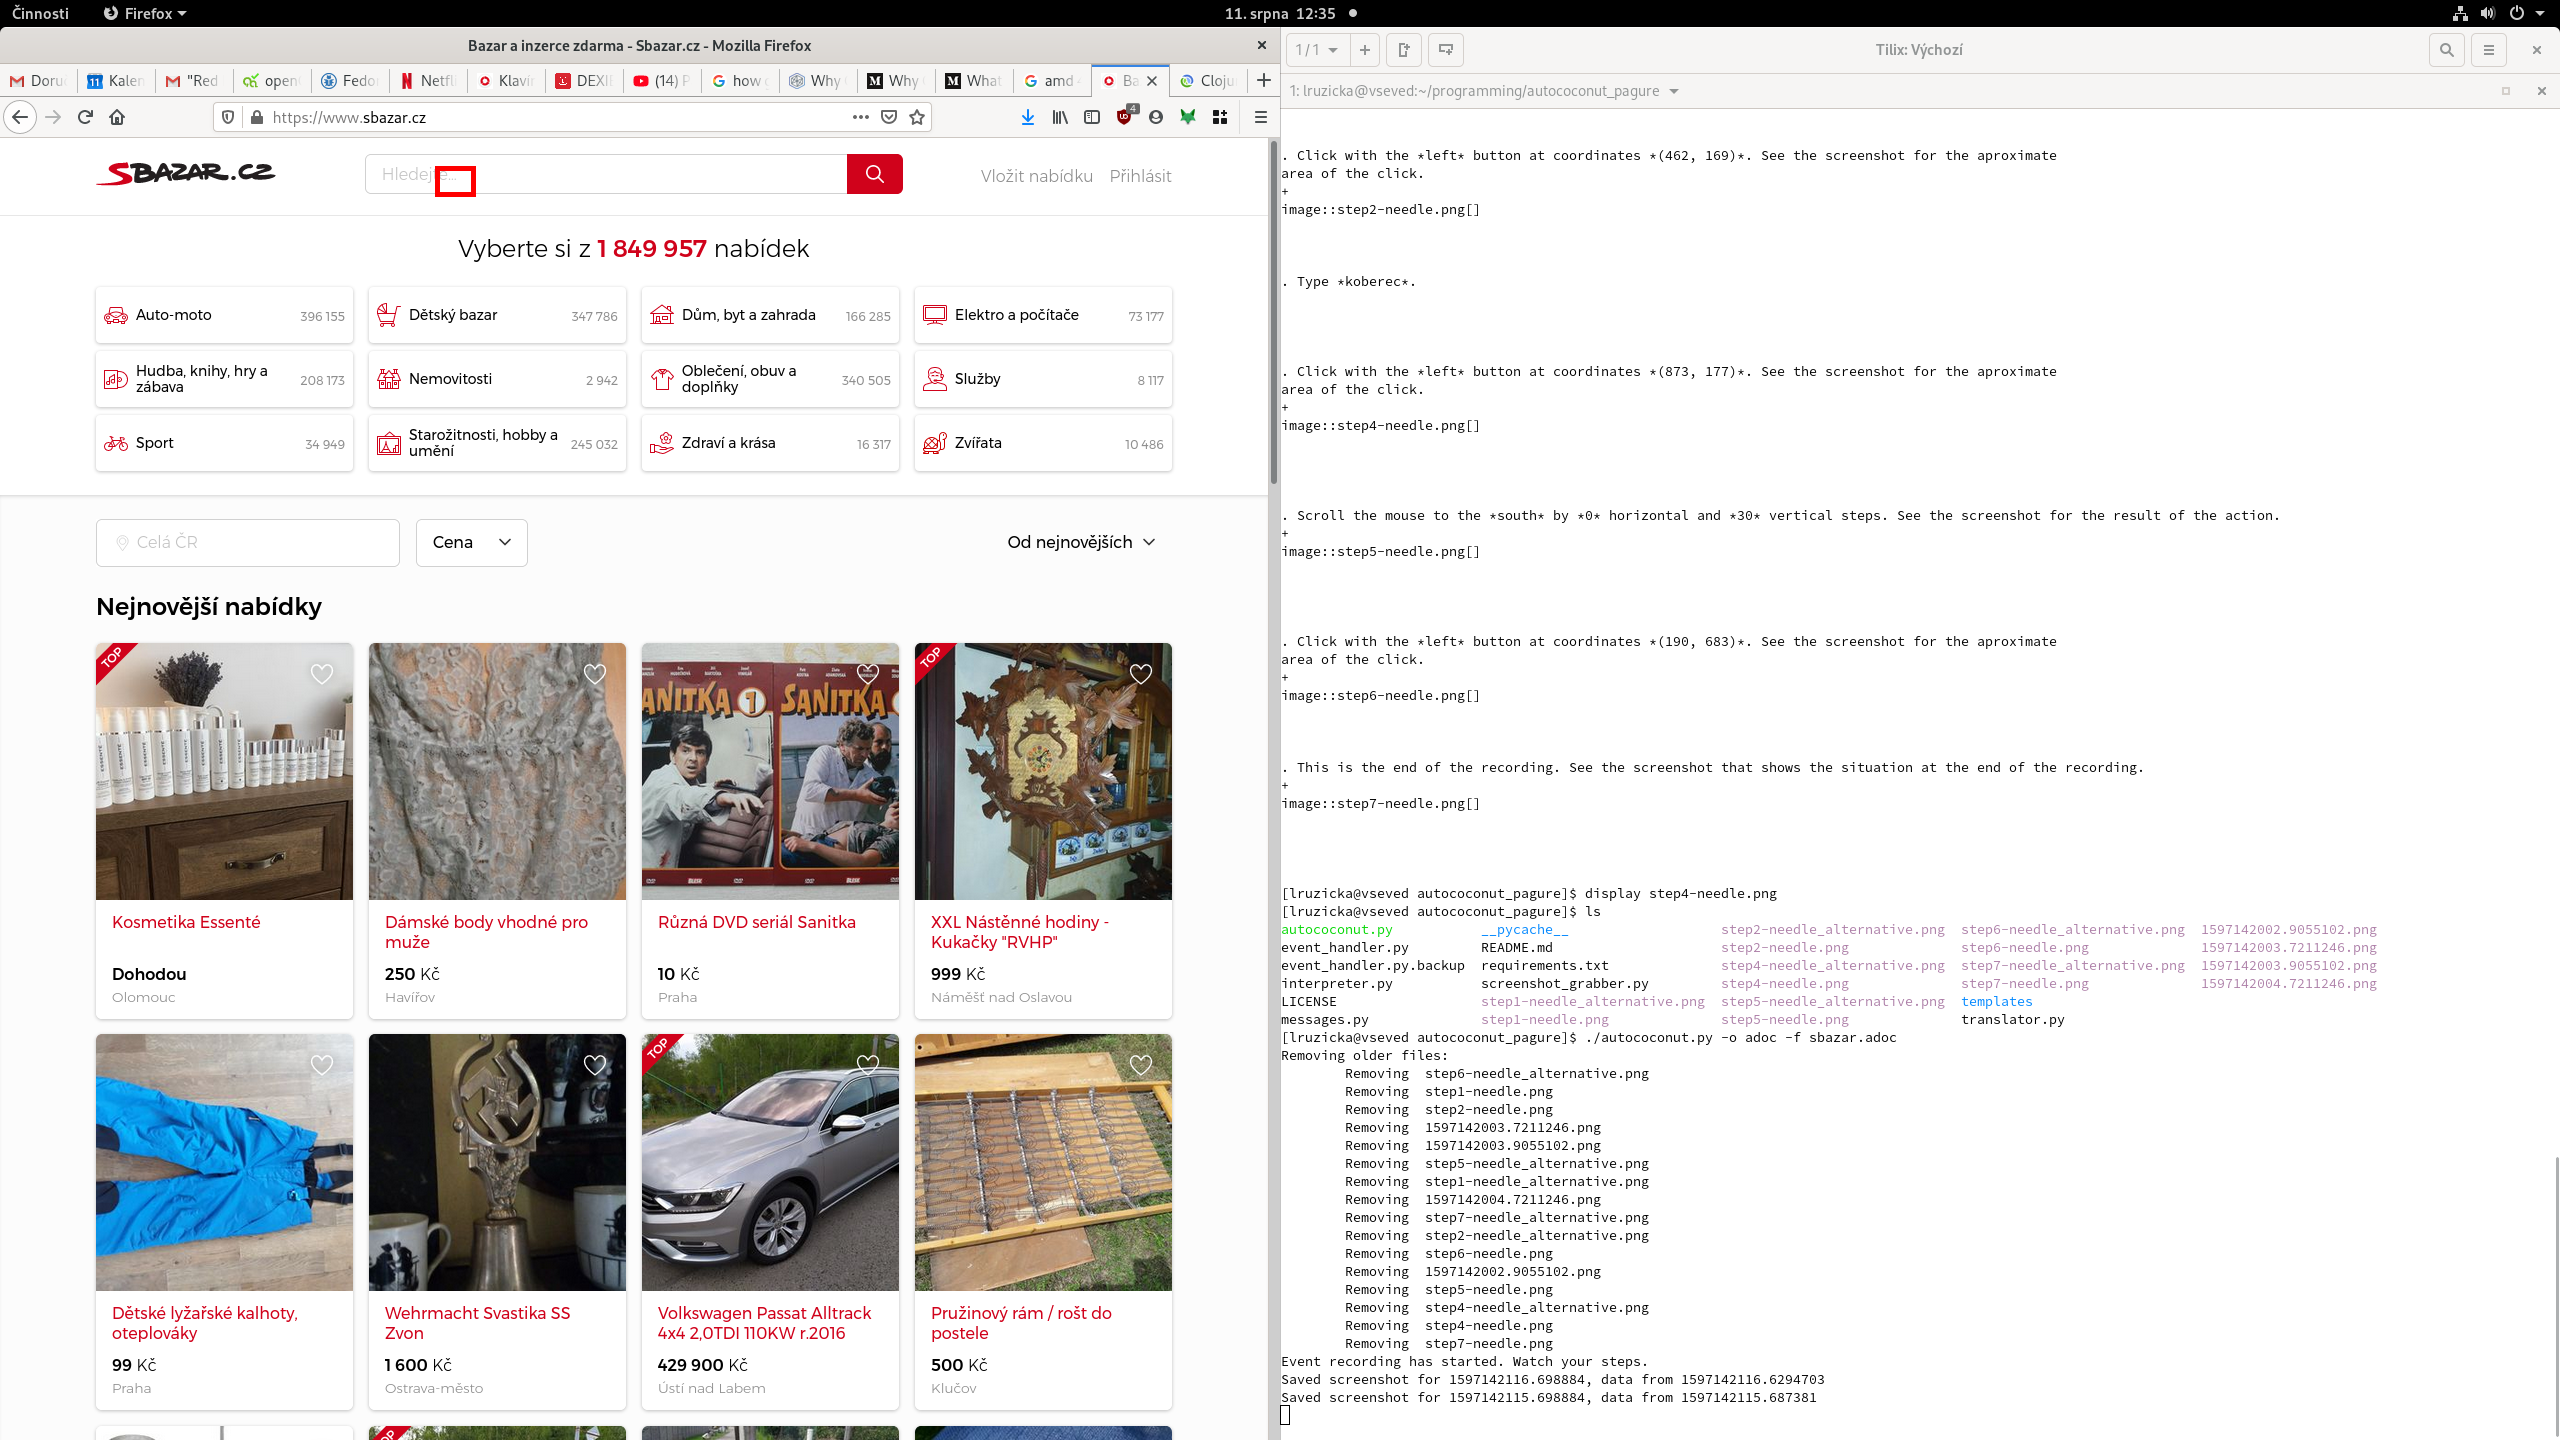 Činnosti
Firefox
11. srpna 12:35
Bazar a inzerce zdarma - Sbazar.cz - Mozilla Firefox
Kalen
"Red
Netfl
Klavír
DEXI
(14) P
how
Why
Why
What
amd
Ba
Cloju
https://www.sbazar.cz
4
SBAZAR.CZ
Vložit nabídku
Přihlásit
Vyberte si z 1 849 957 nabídek
Auto-moto 396 155
Dětský bazar 347 786
Dům, byt a zahrada 166 285
Elektro a počítače 73 177
Hudba, knihy, hry a zábava 208 173
Nemovitosti 2 942
Oblečení, obuv a doplňky 340 505
Služby 8 117
Sport 34 949
Starožitnosti, hobby a umění 245 032
Zdraví a krása 16 317
Zvířata 10 486
Celá ČR
Cena
Od nejnovějších
Nejnovější nabídky
TOP
SANITKA 1 SANITKA
TOP
Kosmetika Essenté
Dohodou
Olomouc
Dámské body vhodné pro
muže
250 Kč
Havířov
Různá DVD seriál Sanitka
10 Kč
Praha
XXL Nástěnné hodiny -
Kukačky "RVHP"
999 Kč
Náměšť nad Oslavou
TOP
Dětské lyžařské kalhoty,
oteplováky
99 Kč
Praha
Wehrmacht Svastika SS
Zvon
1 600 Kč
Ostrava-město
Volkswagen Passat Alltrack
4x4 2,0TDI 110KW r.2016
429 900 Kč
Ústí nad Labem
Pružinový rám / rošt do
postele
500 Kč
Klučov
1 / 1
Tilix: Výchozí
1: lruzicka@vseved:~/programming/autococonut_pagure
. Click with the *left* button at coordinates *(462, 169)*. See the screenshot for the aproximate
area of the click.
+
image::step2-needle.png[]
. Type *koberec*.
. Click with the *left* button at coordinates *(873, 177)*. See the screenshot for the aproximate
area of the click.
+
image::step4-needle.png[]
. Scroll the mouse to the *south* by *0* horizontal and *30* vertical steps. See the screenshot for the result of the action.
+
image::step5-needle.png[]
. Click with the *left* button at coordinates *(190, 683)*. See the screenshot for the aproximate
area of the click.
+
image::step6-needle.png[]
. This is the end of the recording. See the screenshot that shows the situation at the end of the recording.
+
image::step7-needle.png[]
[lruzicka@vseved autococonut_pagure]$ display step4-needle.png
[lruzicka@vseved autococonut_pagure]$ ls
autococonut.py __pycache__ step2-needle_alternative.png step6-needle_alternative.png 1597142002.9055102.png
event_handler.py README.md step2-needle.png step6-needle.png 1597142003.7211246.png
event_handler.py.backup requirements.txt step4-needle_alternative.png step7-needle_alternative.png 1597142003.9055102.png
interpreter.py screenshot_grabber.py step4-needle.png step7-needle.png 1597142004.7211246.png
LICENSE step1-needle_alternative.png step5-needle_alternative.png templates
messages.py step1-needle.png step5-needle.png translator.py
[lruzicka@vseved autococonut_pagure]$ ./autococonut.py -o adoc -f sbazar.adoc
Removing older files:
Removing step6-needle_alternative.png
Removing step1-needle.png
Removing step2-needle.png
Removing 1597142003.7211246.png
Removing 1597142003.9055102.png
Removing step5-needle_alternative.png
Removing step1-needle_alternative.png
Removing 1597142004.7211246.png
Removing step7-needle_alternative.png
Removing step2-needle_alternative.png
Removing step6-needle.png
Removing 1597142002.9055102.png
Removing step5-needle.png
Removing step4-needle_alternative.png
Removing step4-needle.png
Removing step7-needle.png
Event recording has started. Watch your steps.
Saved screenshot for 1597142116.698884, data from 1597142116.6294703
Saved screenshot for 1597142115.698884, data from 1597142115.687381